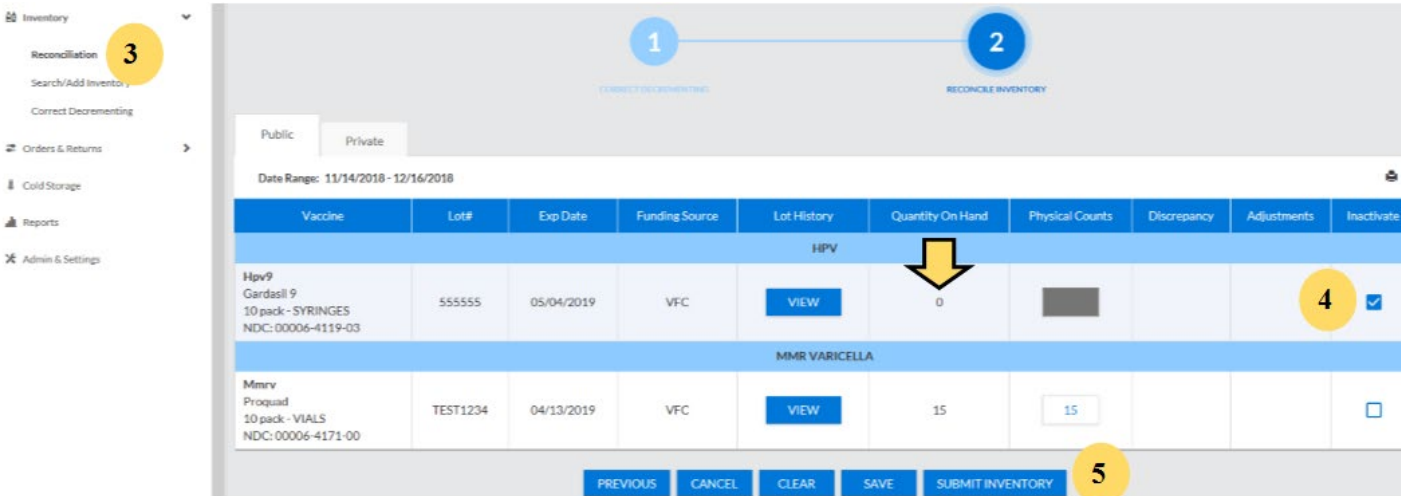 Inventory
Reconciliation
3
Search/Add Inventory
Correct Decrementing
Orders & Returns
Cold Storage
Reports
Admin & Settings
1
2
CORRECT DECREMENTING
RECONCILE INVENTORY
Public
Private
Date Range: 11/14/2018 - 12/16/2018
Vaccine Lot# Exp Date Funding Source Lot History Quantity On Hand Physical Counts Discrepancy Adjustments Inactivate
HPV
Hpv9
Gardasil 9
10 pack - SYRINGES
NDC: 00006-4119-03
555555 05/04/2019 VFC VIEW 0
4
MMR VARICELLA
Mmrv
Proquad
10 pack - VIALS
NDC: 00006-4171-00
TEST1234 04/13/2019 VFC VIEW 15 15
PREVIOUS CANCEL CLEAR SAVE SUBMIT INVENTORY
5